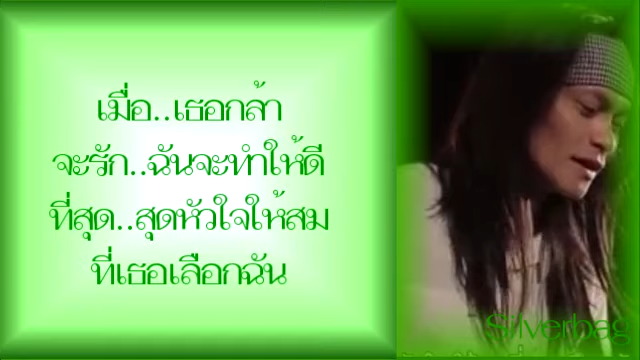 เมื่อ..เธอกล้า
จะรัก..ฉันจะทำให้ดี
ที่สุด..สุดหัวใจให้สม
ที่เธอเลือกฉัน
Silverbag